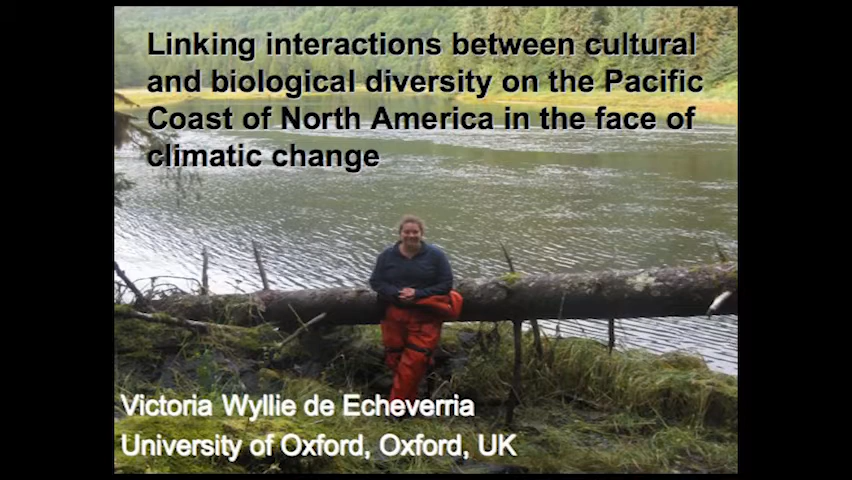 Linking interactions between cultural
and biological diversity on the Pacific
Coast of North America in the face of
climatic change
Victoria Wyllie de Echeverria
University of Oxford, Oxford, UK